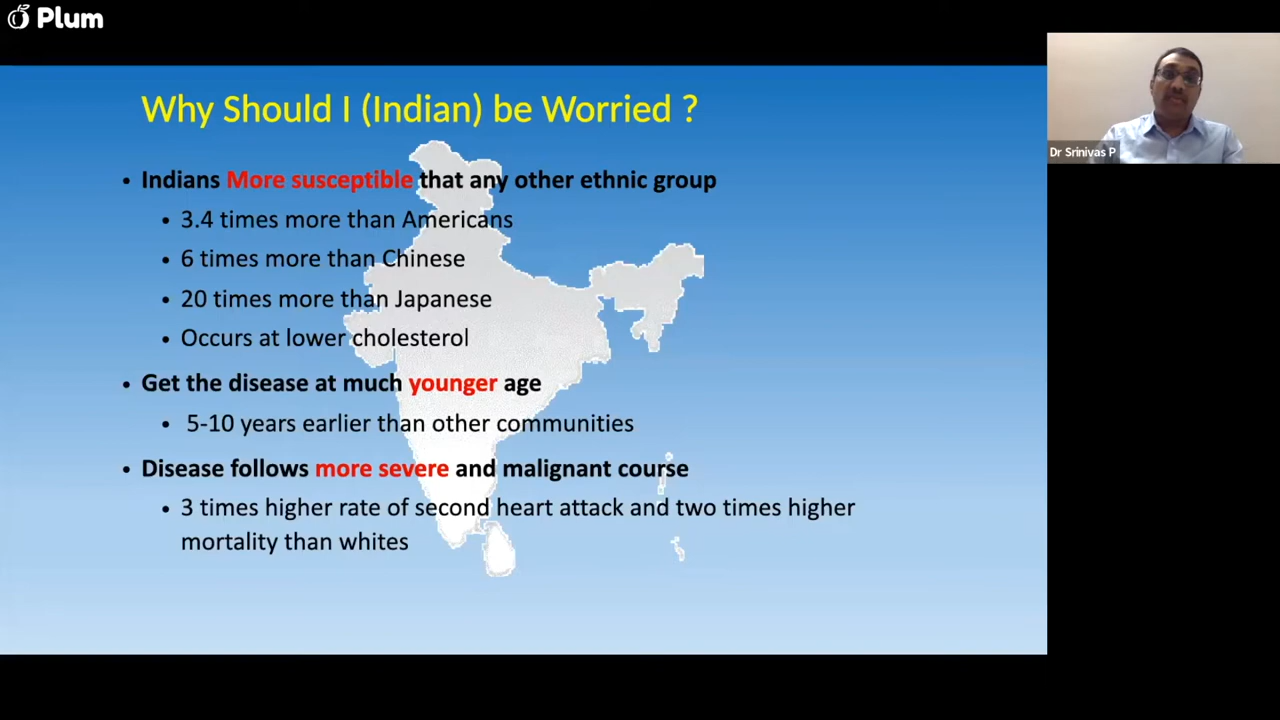 Plum
Why Should I (Indian) be Worried ?
• Indians More susceptible that any other ethnic group
• 3.4 times more than Americans
• 6 times more than Chinese
• 20 times more than Japanese
• Occurs at lower cholesterol
• Get the disease at much younger age
• 5-10 years earlier than other communities
• Disease follows more severe and malignant course
• 3 times higher rate of second heart attack and two times higher
mortality than whites
Dr Srinivas P